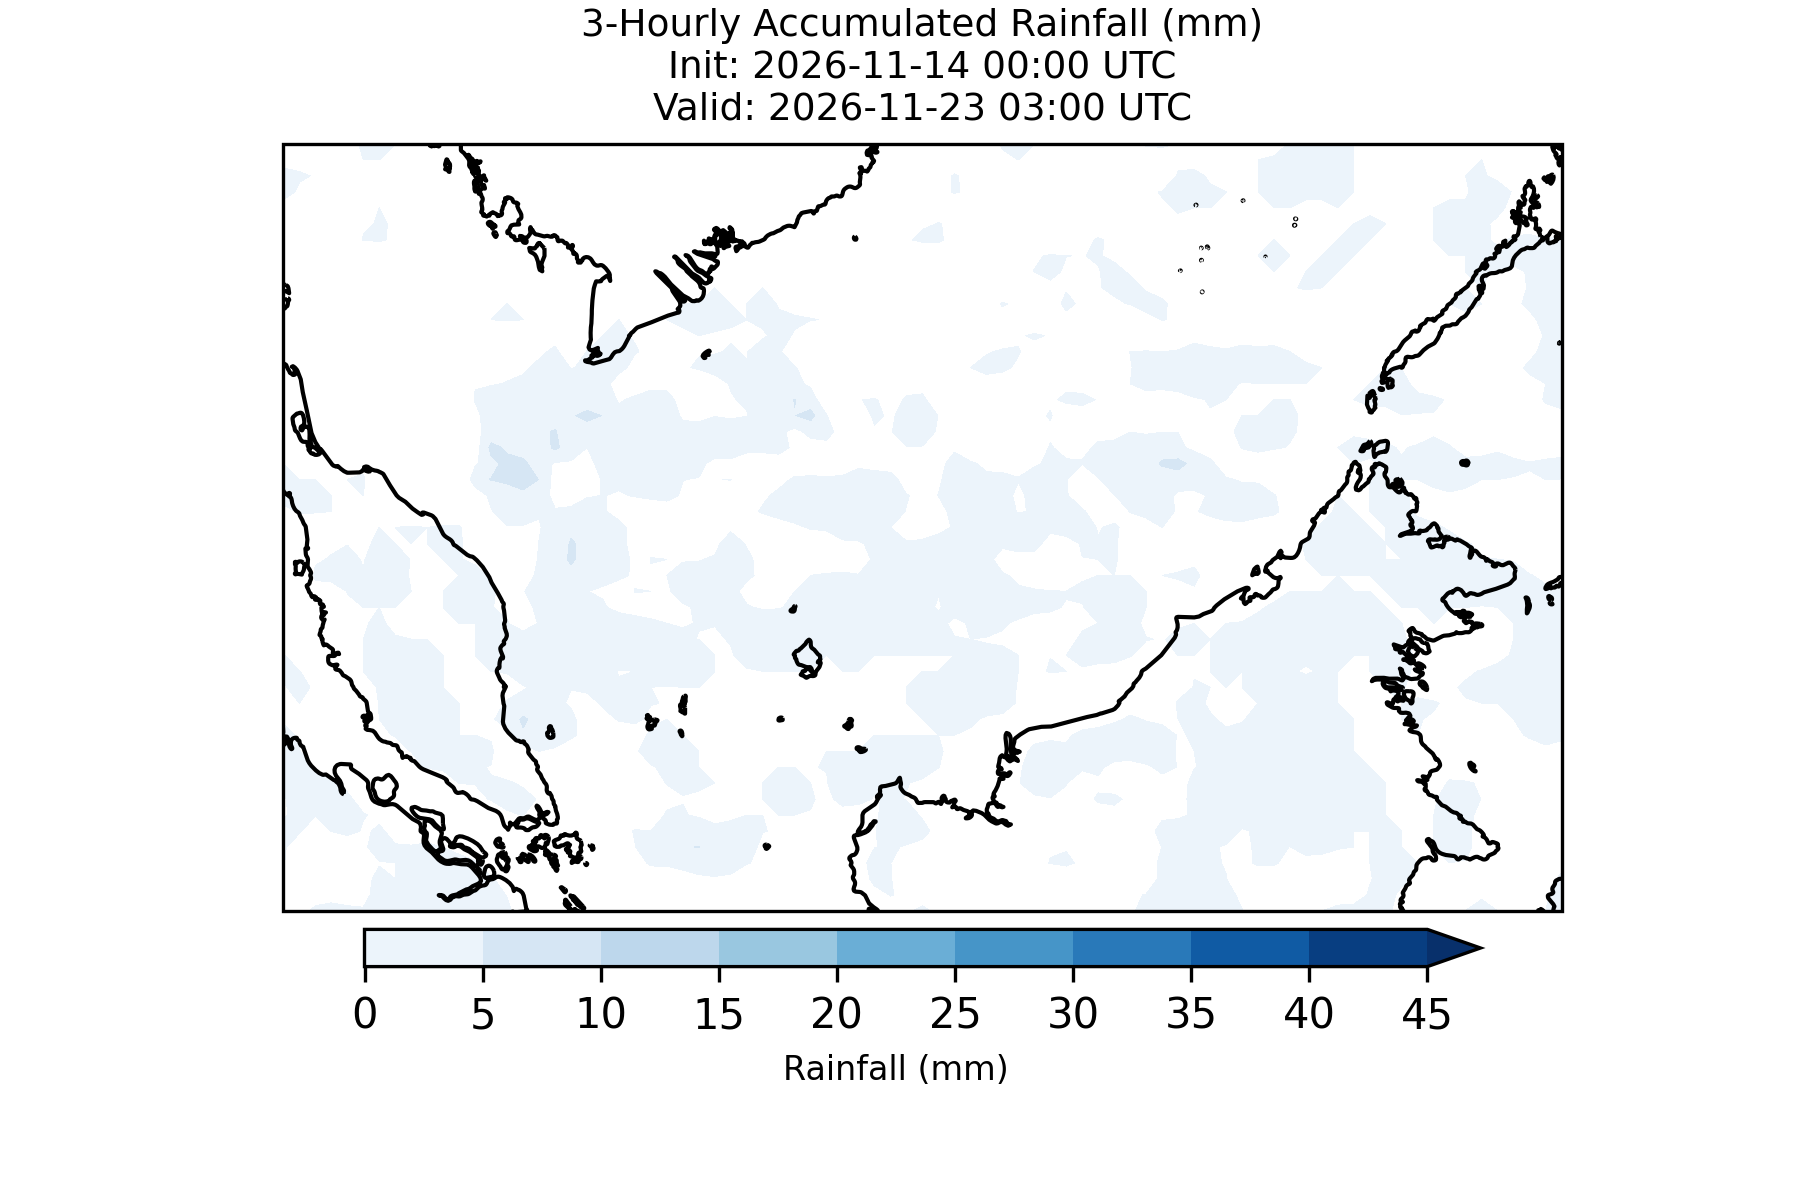 3-Hourly Accumulated Rainfall (mm)
Init: 2026-11-14 00:00 UTC
Valid: 2026-11-23 03:00 UTC
0 5 10 15 20 25 30 35 40 45
Rainfall (mm)